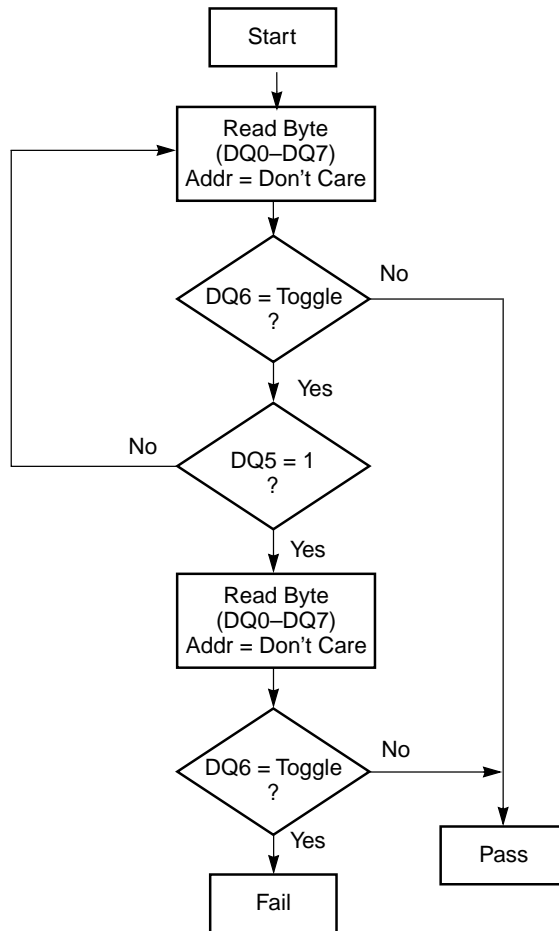 Start
Read Byte
(DQ0–DQ7)
Addr = Don't Care
No
DQ6 = Toggle
?
Yes
No
DQ5 = 1
?
Yes
Read Byte
(DQ0–DQ7)
Addr = Don't Care
No
DQ6 = Toggle
?
Yes
Pass
Fail